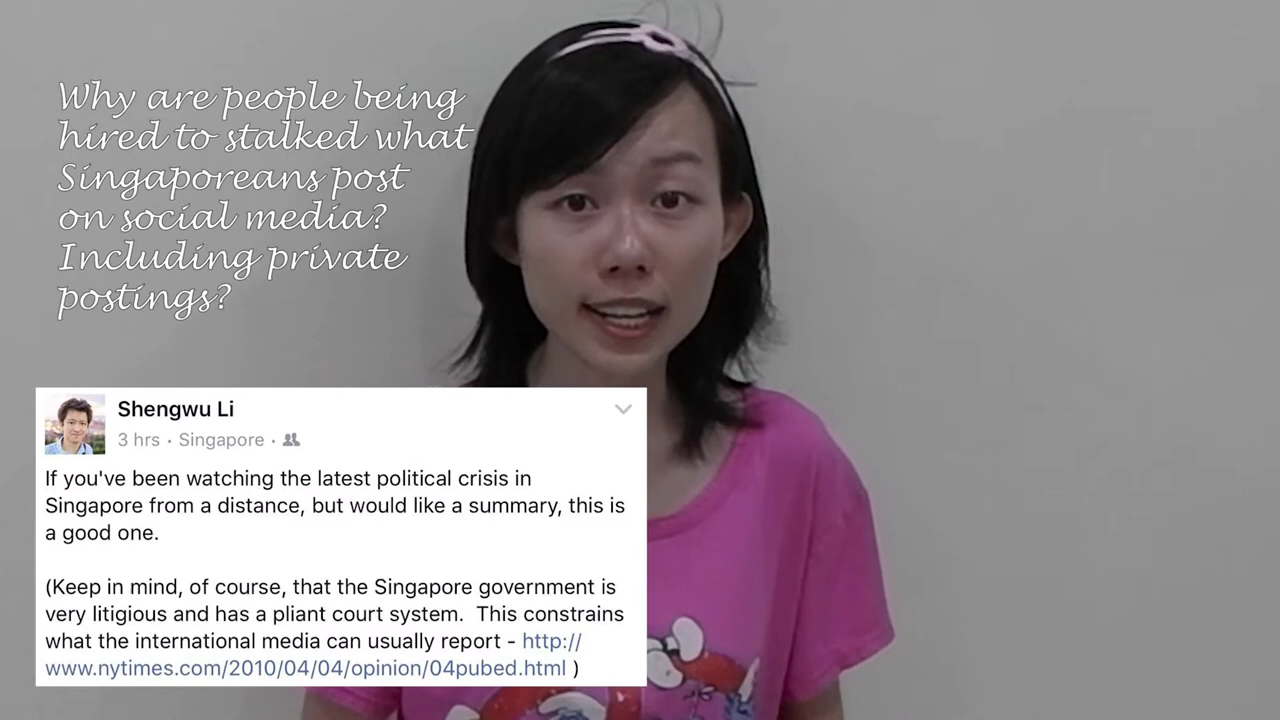 Why are people being
hired to stalked what
Singaporeans post
on social media?
Including private
postings?
Shengwu Li
3 hrs · Singapore ·
If you've been watching the latest political crisis in
Singapore from a distance, but would like a summary, this is
a good one.
(Keep in mind, of course, that the Singapore government is
very litigious and has a pliant court system.  This constrains
what the international media can usually report - http://
www.nytimes.com/2010/04/04/opinion/04pubed.html )